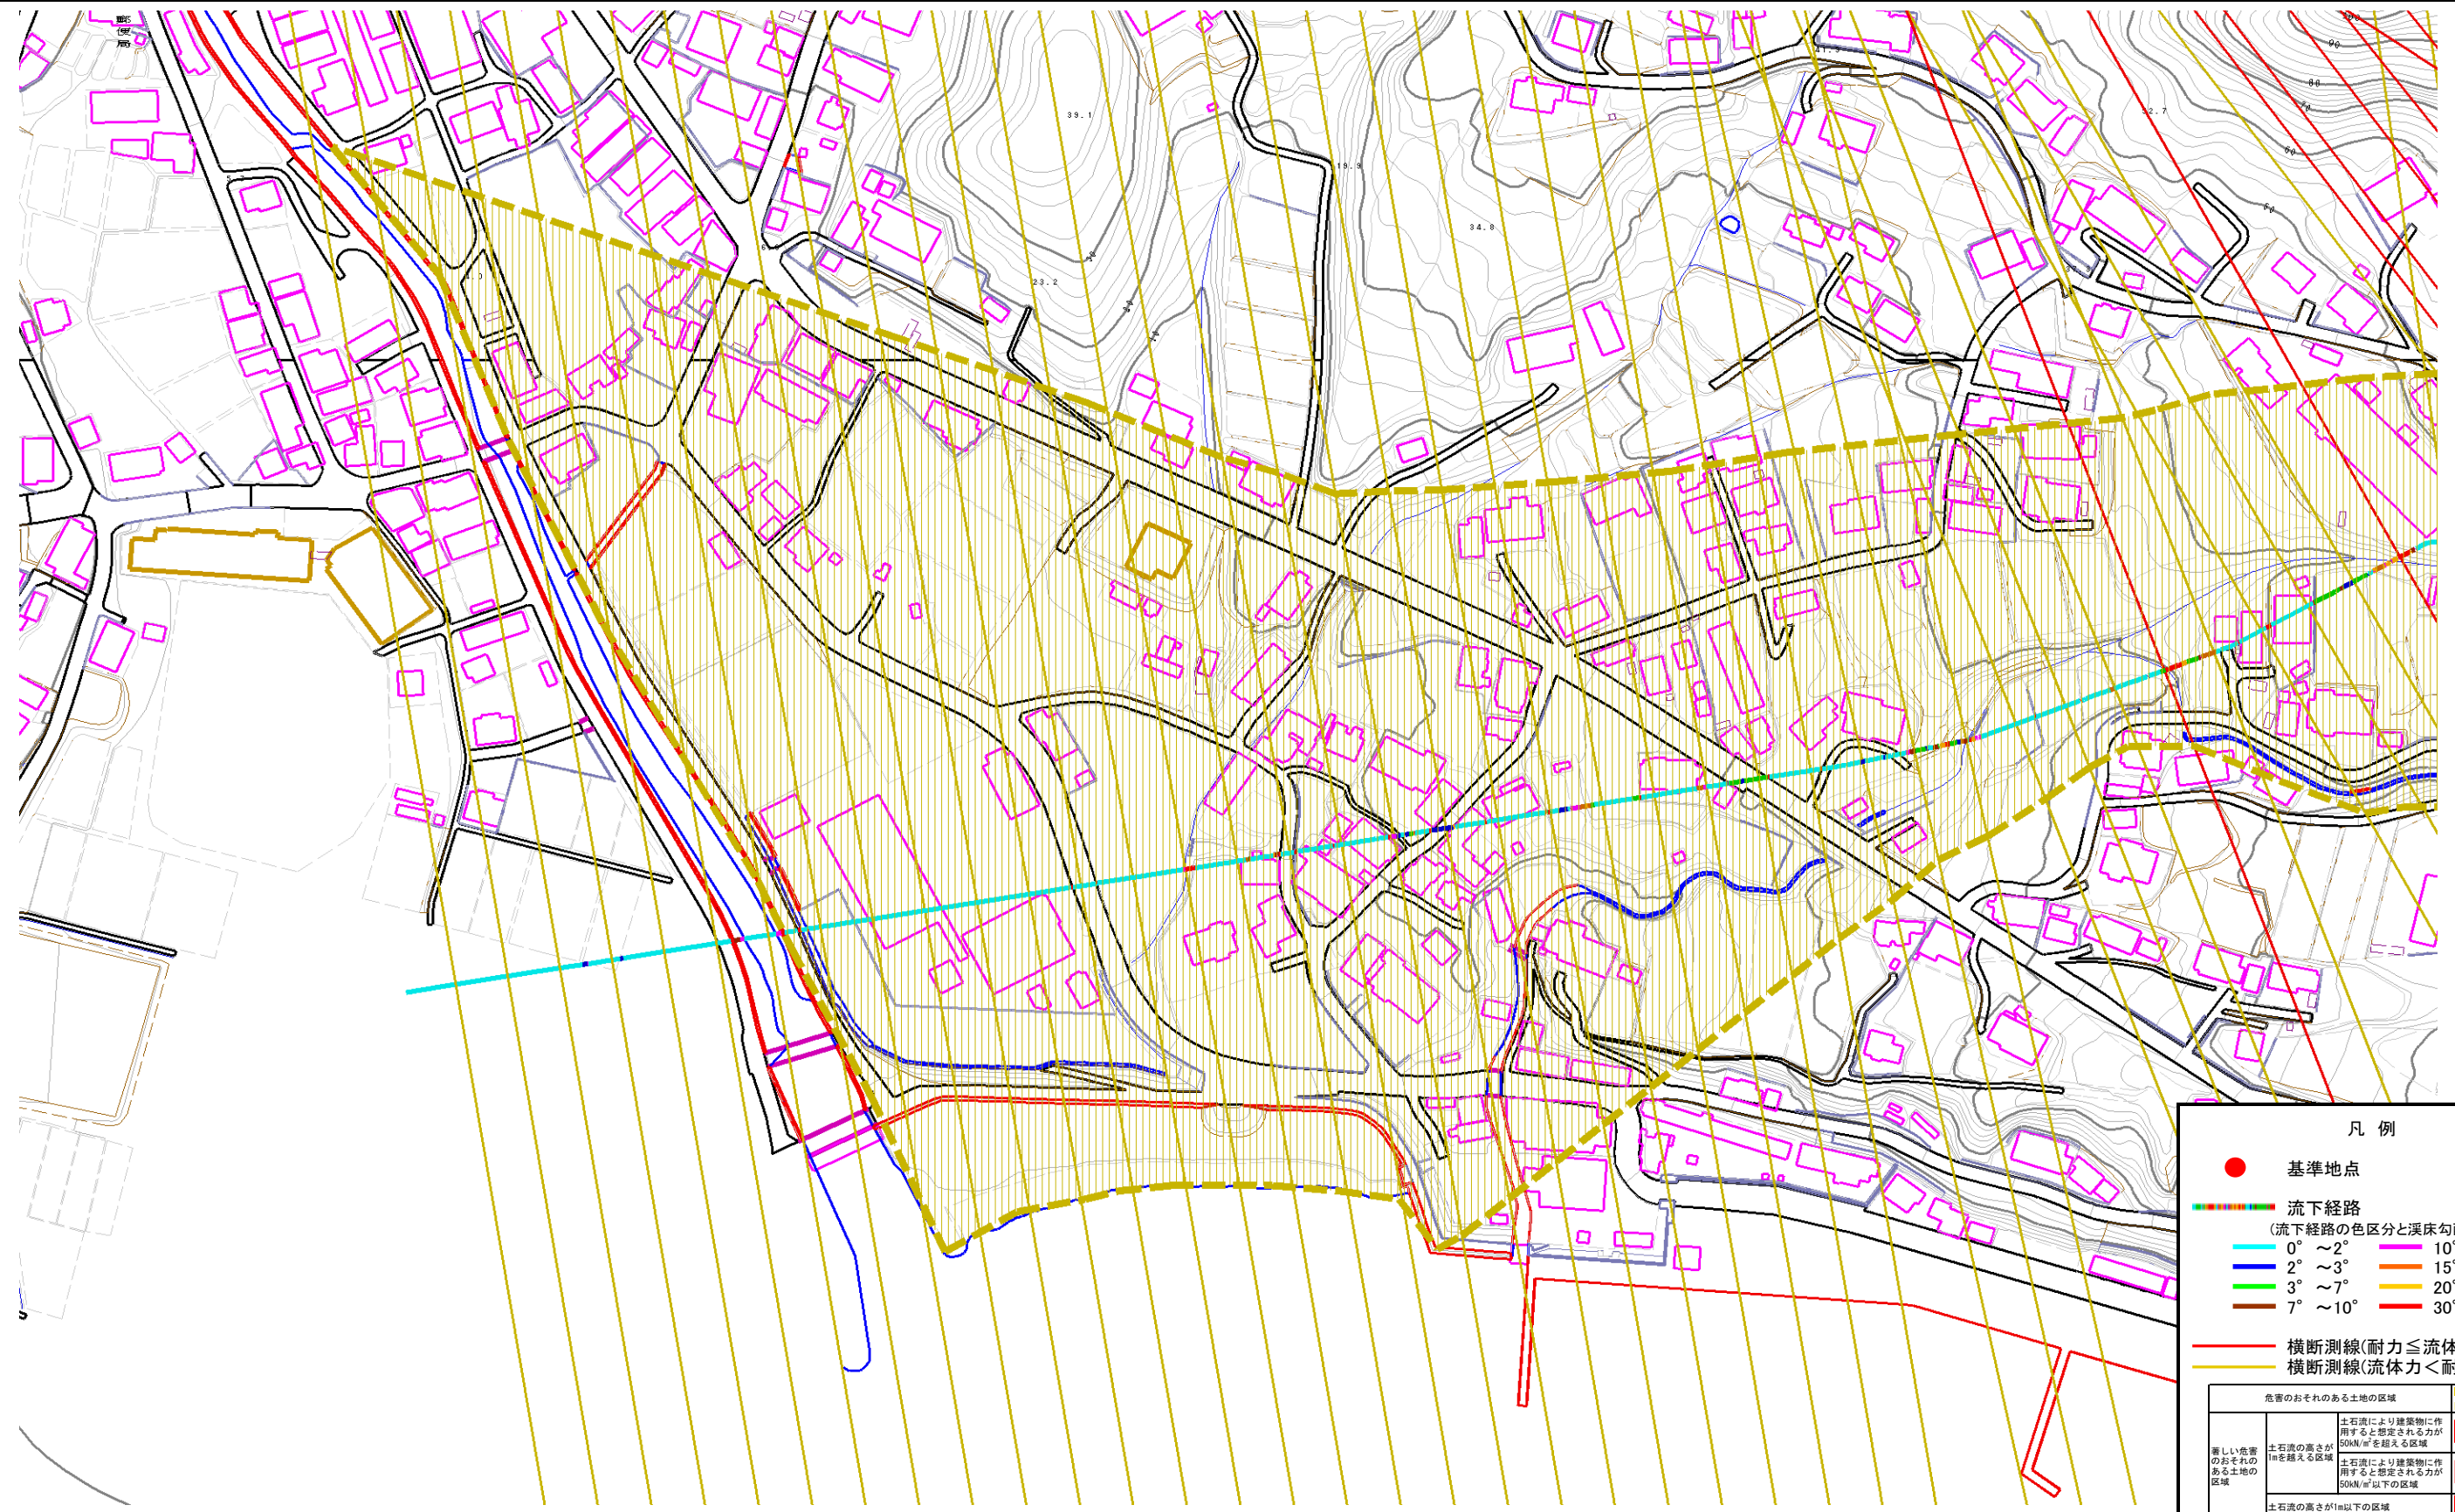 郵便局
39.1
19.9
34.8
23.2
52.7
90
80
60
凡 例
基準地点
流下経路
(流下経路の色区分と渓床勾
0° ～2°
10°
2° ～3°
15°
3° ～7°
20°
7° ～10°
30°
横断測線(耐力≦流体
横断測線(流体力＜耐
危害のおそれのある土地の区域
著しい危害のおそれのある土地の区域
土石流の高さが1mを越える区域
土石流により建築物に作用すると想定される力が50kN/㎡を超える区域
土石流により建築物に作用すると想定される力が50kN/㎡以下の区域
土石流の高さが1m以下の区域